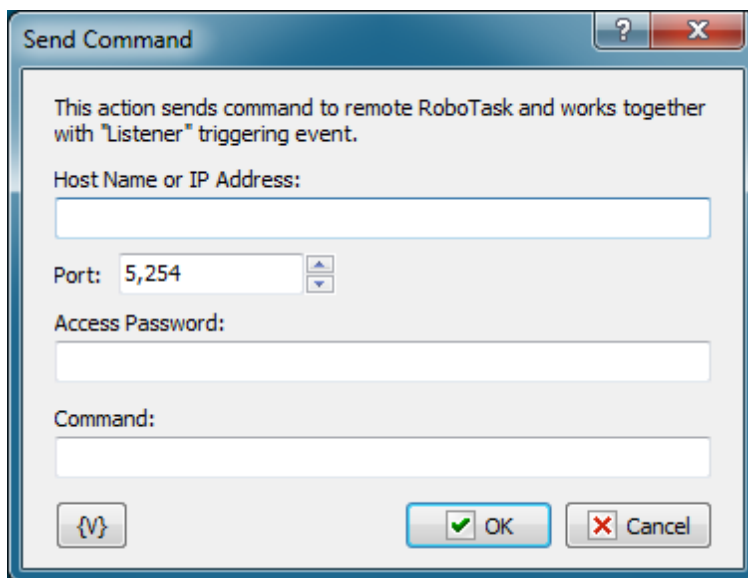 Send Command
?
This action sends command to remote RoboTask and works together
with "Listener" triggering event.
Host Name or IP Address:
Port: 5,254
Access Password:
Command:
{V} OK Cancel